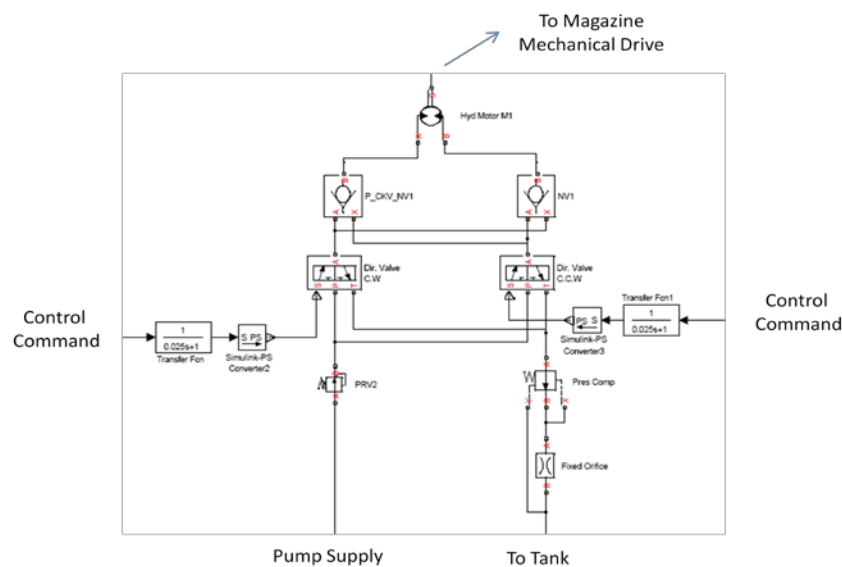 To Magazine
Mechanical Drive
Hyd Motor M1
A
B
B
B
P_CKV_NV1
NV1
A
X
A
X
A
Dir. Valve
C.W
S
P
T
A
Dir. Valve
C.C.W
S
P
T
Control
Command
1
0.025s+1
Transfer Fcn
S PS
Simulink-PS
Converter2
PS S
Simulink-PS
Converter3
Transfer Fcn1
1
0.025s+1
Control
Command
PRV2
A
Pres Comp
B
X
A
Fixed Orifice
B
Pump Supply
To Tank